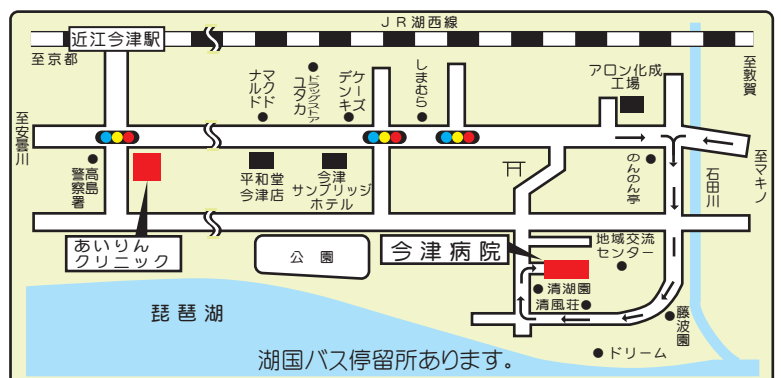 JR湖西線
近江今津駅
至京都
至敦賀
至安曇川
マクド
ナルド
ドラッグストア
ユタカ
ケーズ
デンキ
しまむら
アロン化成
工場
至マキノ
高島
警察署
平和堂
今津店
今津
サンブリッジ
ホテル
のんのん亭
石田川
あいりん
クリニック
公園
今津病院
地域交流
センター
清湖園
清風荘
藤波園
琵琶湖
ドリーム
湖国バス停留所あります。